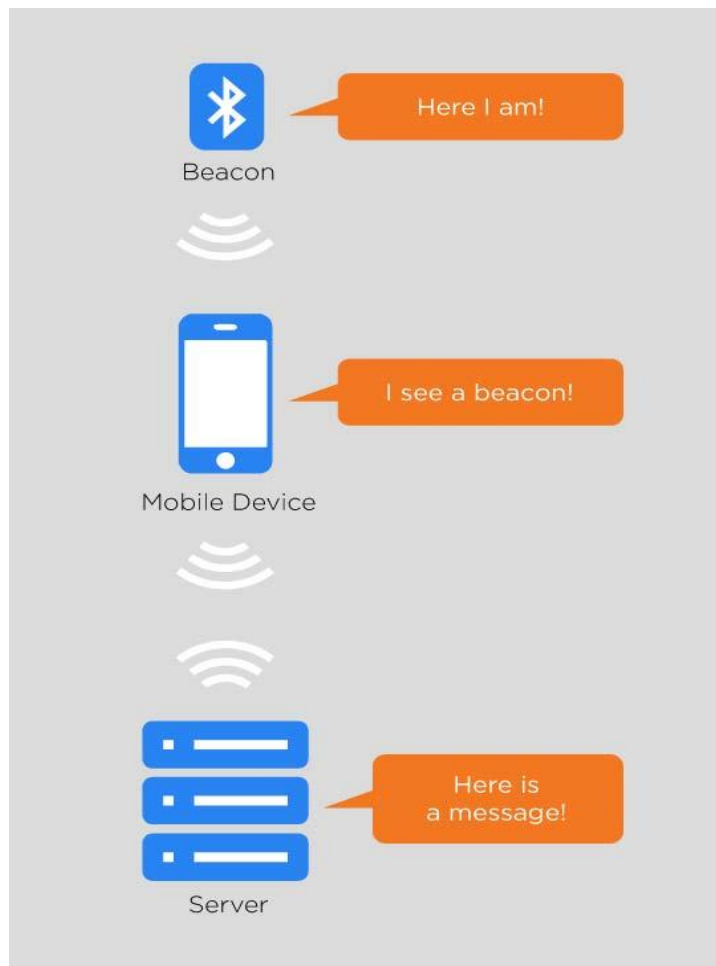 Here I am!
Beacon
I see a beacon!
Mobile Device
Here is
a message!
Server